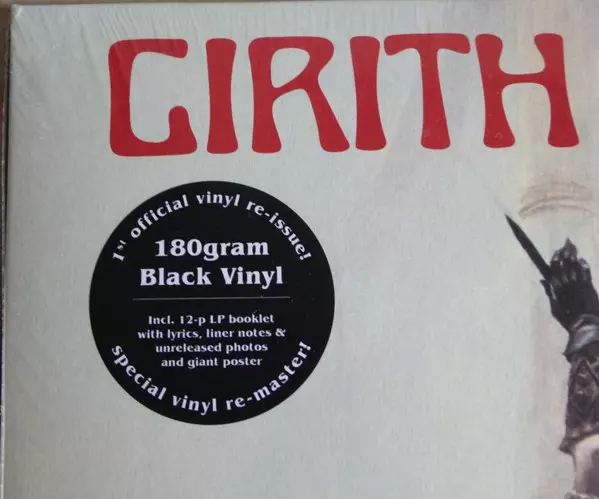 CIRITH
1st official vinyl re-issue!
180gram
Black Vinyl
Incl. 12-p LP booklet
with lyrics, liner notes &
unreleased photos
and giant poster
special vinyl re-master!